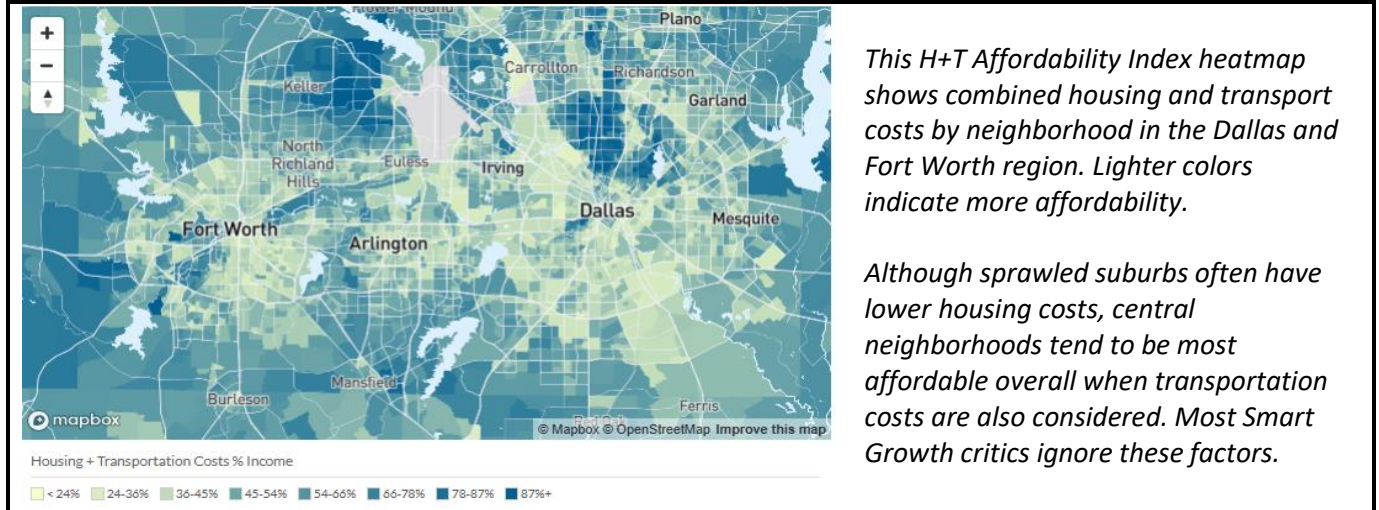 Flower Mound
Plano
+
−
Carrollton
Richardson
Keller
Garland
North
Richland
Hills
Euless
Irving
Dallas
Mesquite
Fort Worth
Arlington
Mansfield
Burleson
Ferris
Red Oak
mapbox
© Mapbox © OpenStreetMap Improve this map
Housing + Transportation Costs % Income
< 24% 24-36% 36-45% 45-54% 54-66% 66-78% 78-87% 87%+
This H+T Affordability Index heatmap
shows combined housing and transport
costs by neighborhood in the Dallas and
Fort Worth region. Lighter colors
indicate more affordability.
Although sprawled suburbs often have
lower housing costs, central
neighborhoods tend to be most
affordable overall when transportation
costs are also considered. Most Smart
Growth critics ignore these factors.